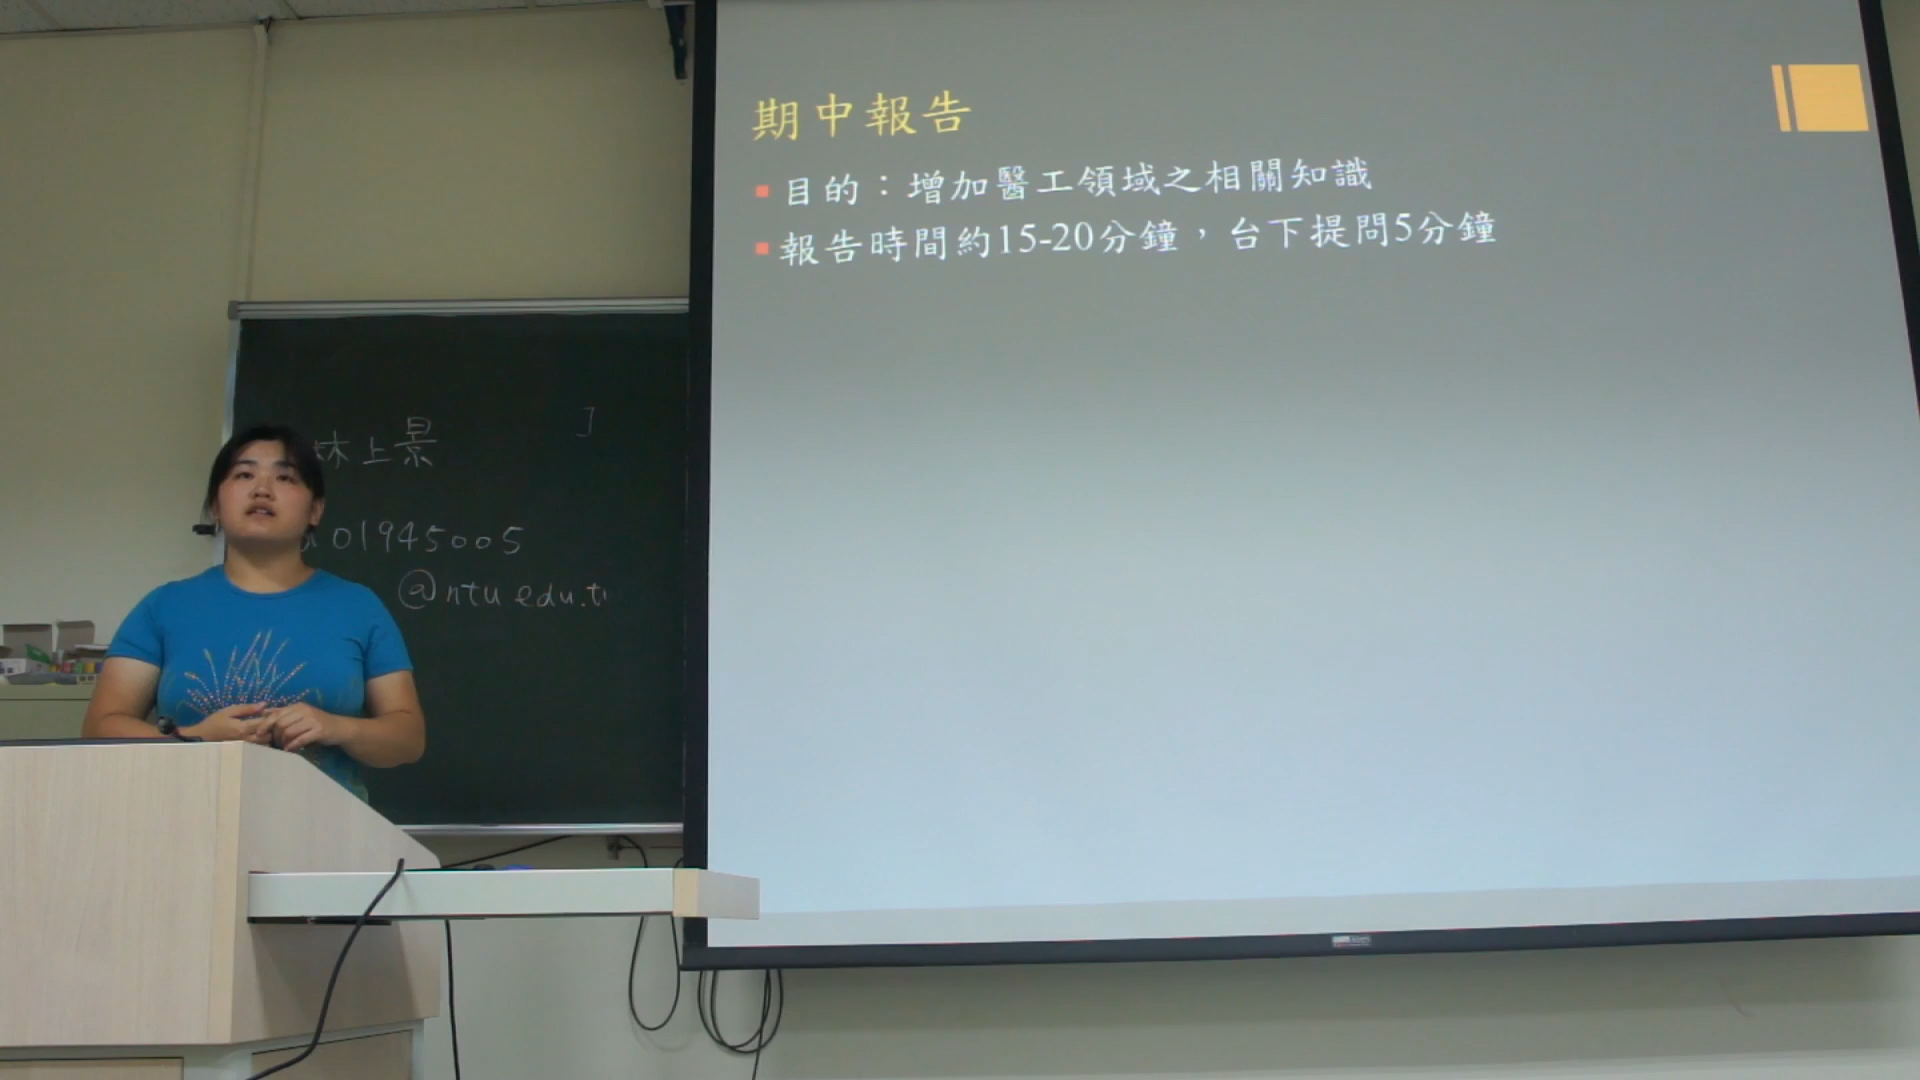 期中報告
目的：增加醫工領域之相關知識
報告時間約15-20分鐘，台下提問5分鐘
林上景
01945005
@ntu edu.t